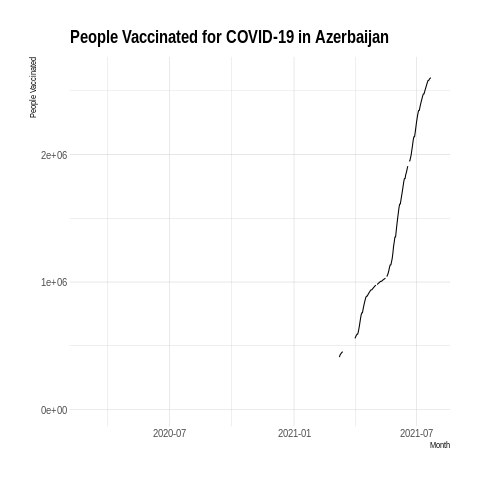 People Vaccinated for COVID-19 in Azerbaijan
People Vaccinated
2e+06
1e+06
0e+00
2020-07
2021-01
2021-07
Month